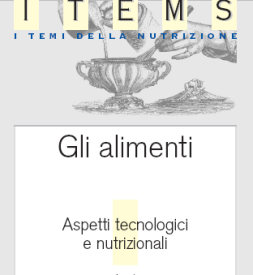 I T E M S
I TEMI DELLA NUTRIZIONE
Gli alimenti
Aspetti tecnologici
e nutrizionali